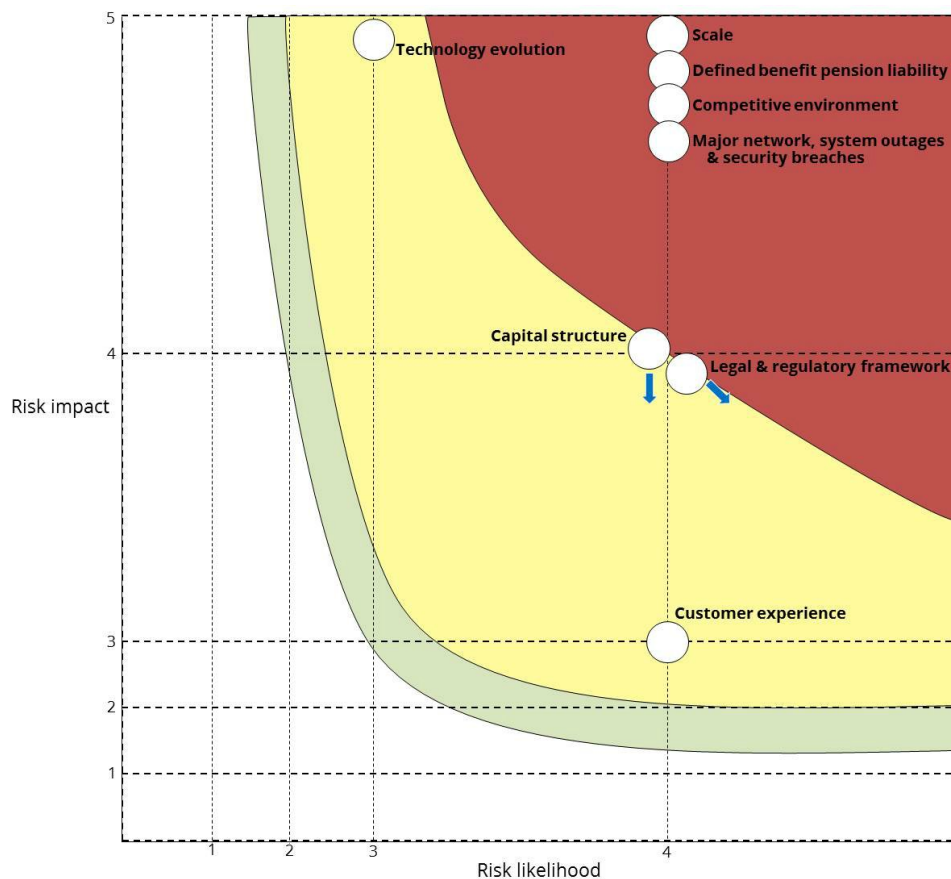 5
Scale
Technology evolution
Defined benefit pension liability
Competitive environment
Major network, system outages
& security breaches
Capital structure
4
Legal & regulatory framework
Risk impact
Customer experience
3
2
1
1
2
3
4
Risk likelihood